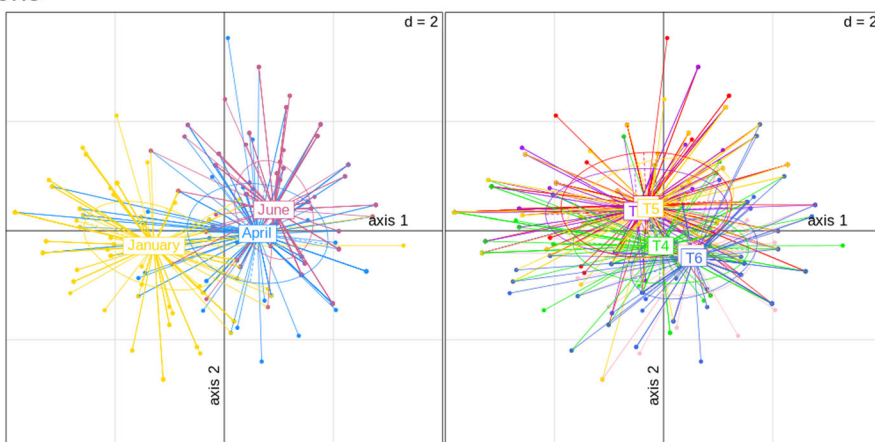 d = 2
June
axis 1
April
January
axis 2
d = 2
T5
axis 1
T4
T6
axis 2